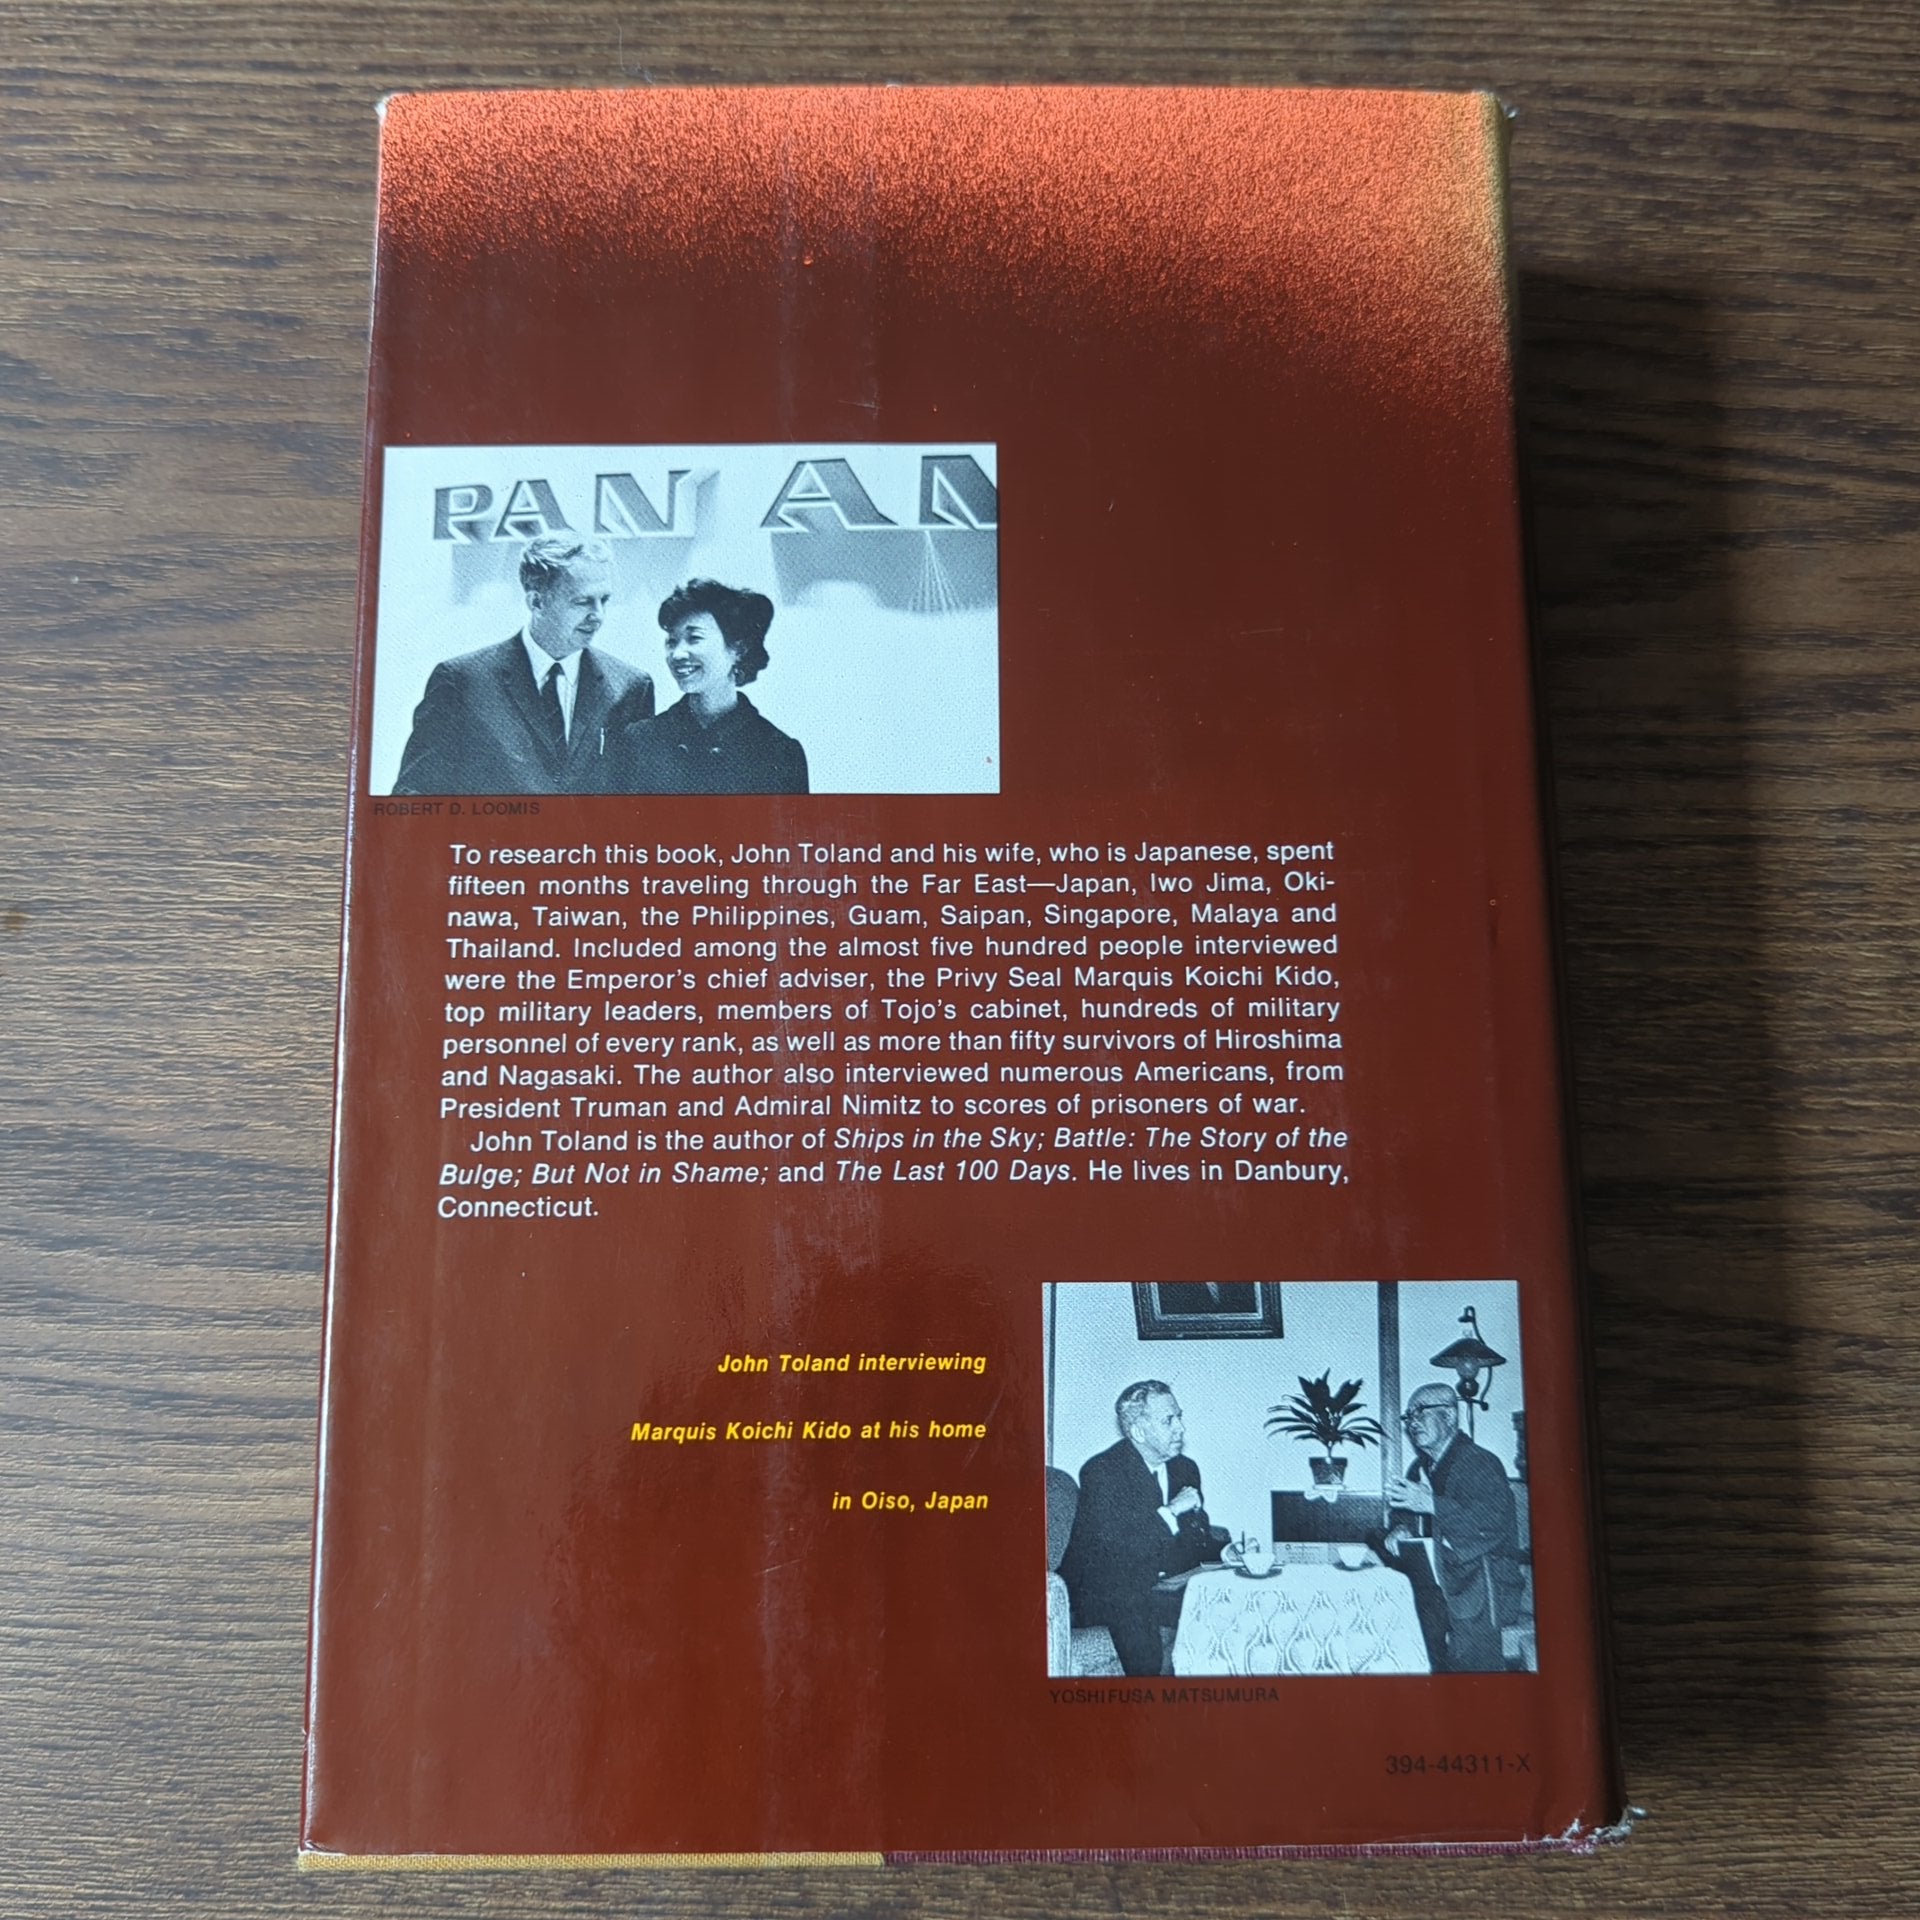 PAN AM
ROBERT D. LOOMIS
To research this book, John Toland and his wife, who is Japanese, spent
fifteen months traveling through the Far East—Japan, Iwo Jima, Oki-
nawa, Taiwan, the Philippines, Guam, Saipan, Singapore, Malaya and
Thailand. Included among the almost five hundred people interviewed
were the Emperor's chief adviser, the Privy Seal Marquis Koichi Kido,
top military leaders, members of Tojo's cabinet, hundreds of military
personnel of every rank, as well as more than fifty survivors of Hiroshima
and Nagasaki. The author also interviewed numerous Americans, from
President Truman and Admiral Nimitz to scores of prisoners of war.
John Toland is the author of Ships in the Sky; Battle: The Story of the
Bulge; But Not in Shame; and The Last 100 Days. He lives in Danbury,
Connecticut.
John Toland interviewing
Marquis Koichi Kido at his home
in Oiso, Japan
YOSHIFUSA MATSUMURA
394-44311-X